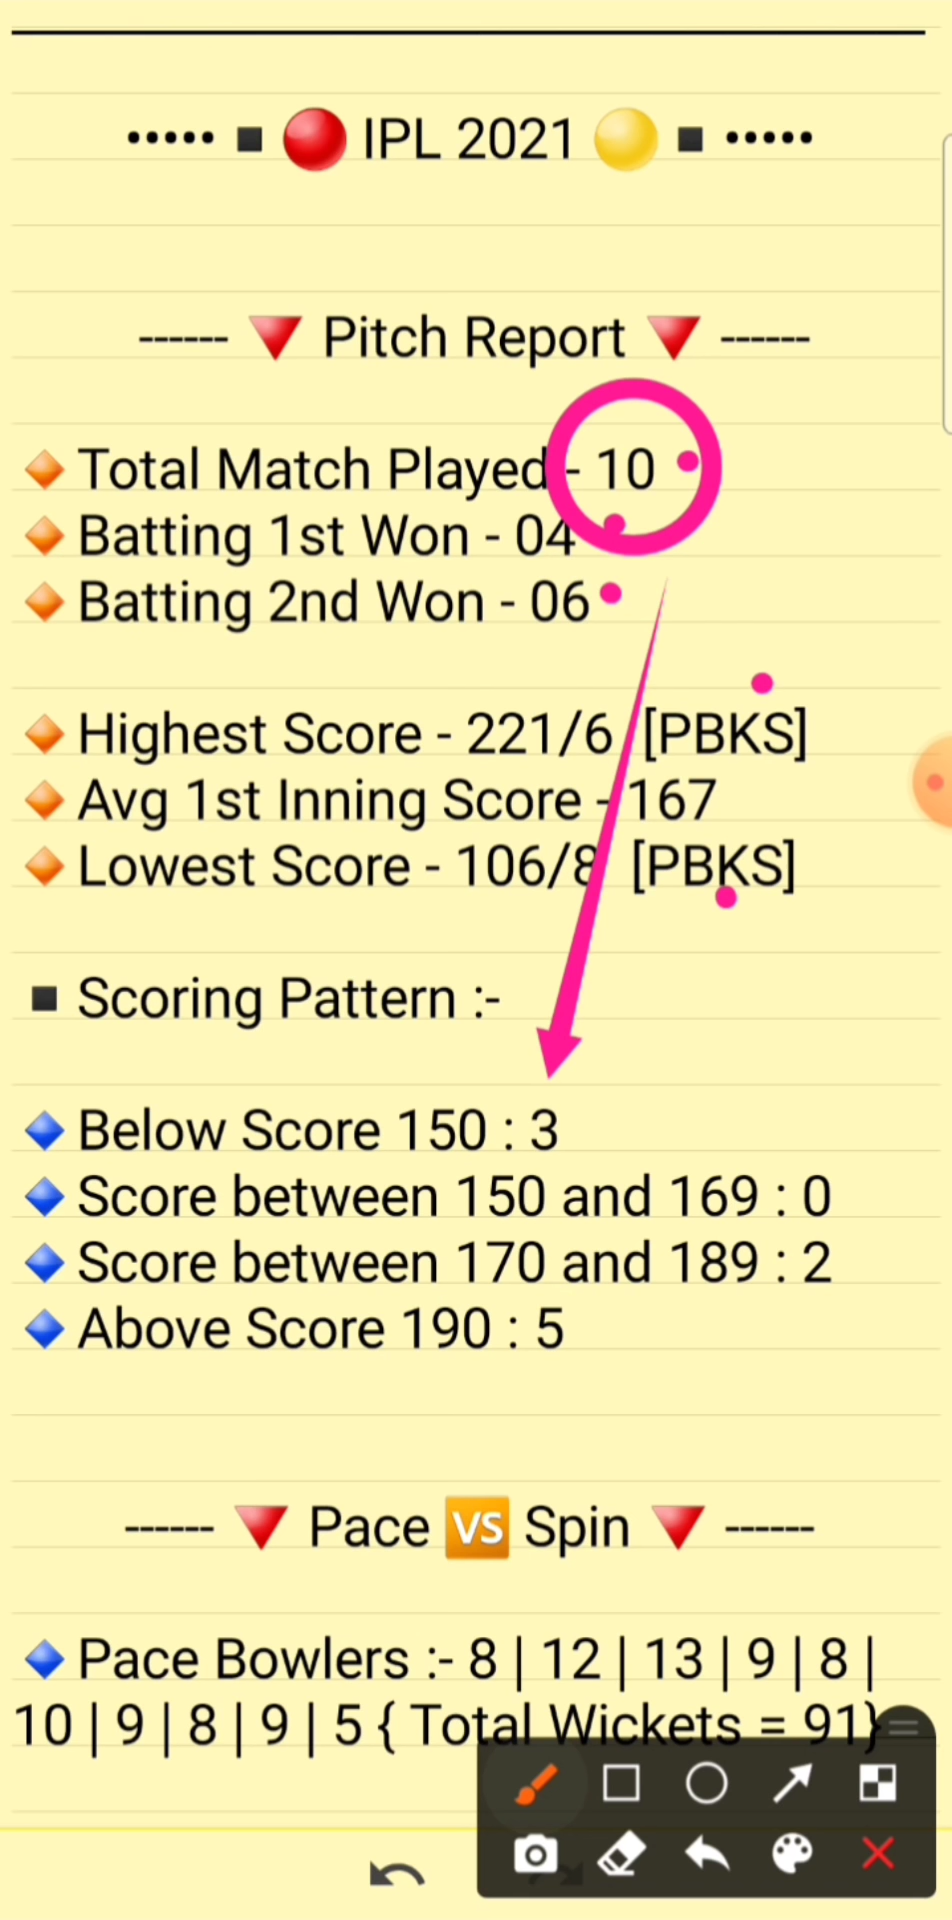 ····· ▪ 🔴 IPL 2021 🟡 ▪ ·····
------ 🔻 Pitch Report 🔻 ------
🔸 Total Match Played - 10
🔸 Batting 1st Won - 04
🔸 Batting 2nd Won - 06
🔸 Highest Score - 221/6 [PBKS]
🔸 Avg 1st Inning Score - 167
🔸 Lowest Score - 106/8 [PBKS]
▪ Scoring Pattern :-
🔹 Below Score 150 : 3
🔹 Score between 150 and 169 : 0
🔹 Score between 170 and 189 : 2
🔹 Above Score 190 : 5
------ 🔻 Pace 🆚 Spin 🔻 ------
🔹 Pace Bowlers :- 8 | 12 | 13 | 9 | 8 |
10 | 9 | 8 | 9 | 5 { Total Wickets = 91}